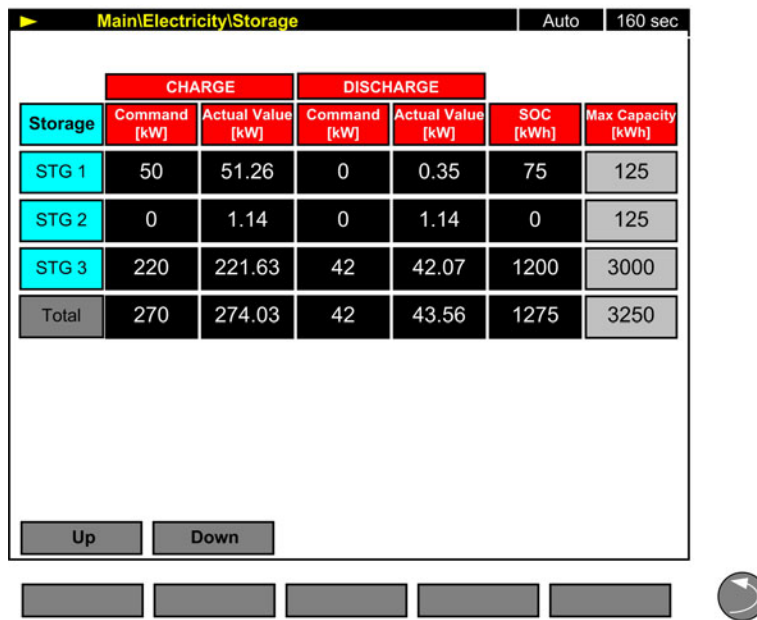 Main\Electricity\Storage Auto 160 sec
CHARGE DISCHARGE
Storage Command [kW] Actual Value [kW] Command [kW] Actual Value [kW] SOC [kWh] Max Capacity [kWh]
STG 1 50 51.26 0 0.35 75 125
STG 2 0 1.14 0 1.14 0 125
STG 3 220 221.63 42 42.07 1200 3000
Total 270 274.03 42 43.56 1275 3250
Up Down